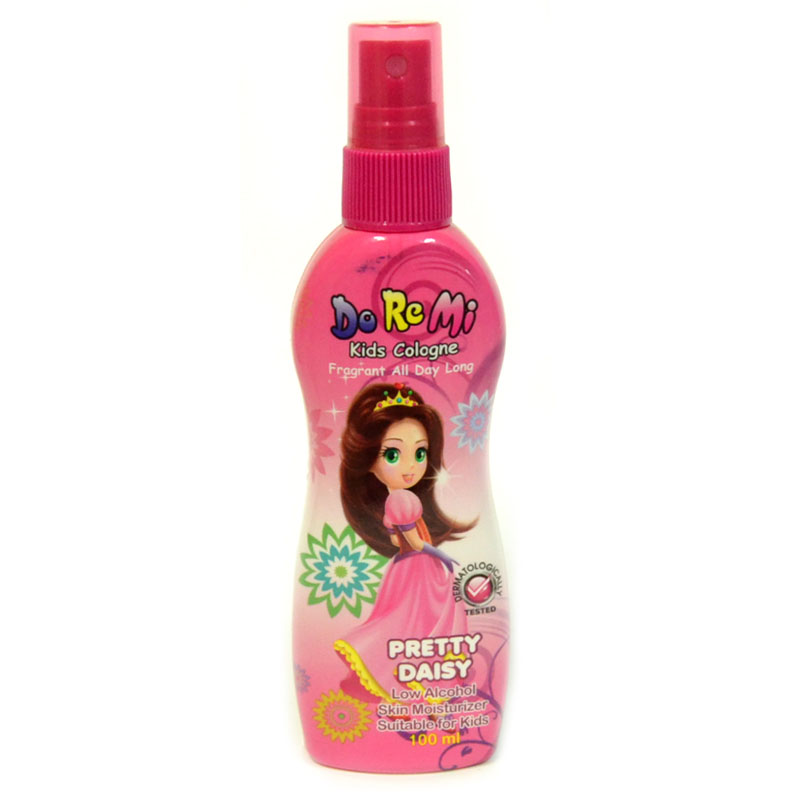 Do Re Mi
Kids Cologne
Fragrant All Day Long
DERMATOLOGICALLY
TESTED
PRETTY
DAISY
Low Alcohol
Skin Moisturizer
Suitable for Kids
100 ml